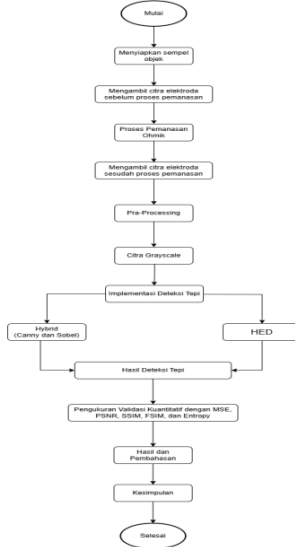 Mulai
Menyiapkan sempel
objek
Mengambil citra elektroda
sebelum proses pemanasan
Proses Pemanasan
Ohmik
Mengambil citra elektroda
sesudah proses pemanasan
Pra-Processing
Citra Grayscale
Implementasi Deteksi Tepi
Hybrid
(Canny dan Sobel)
HED
Hasil Deteksi Tepi
Pengukuran Validasi Kuantitatif dengan MSE,
PSNR, SSIM, FSIM, dan Entropy
Hasil dan
Pembahasan
Kesimpulan
Selesai